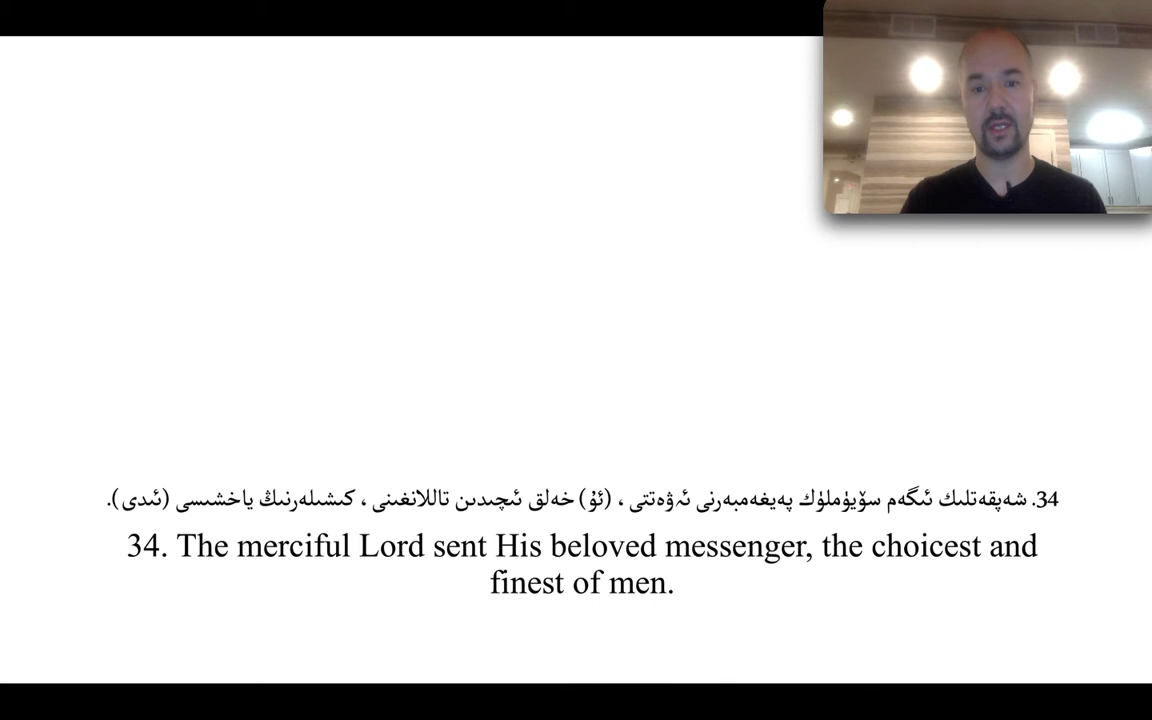 34. شەپقەتلىك ئىگەم سۆيۈملۈك پەيغەمبەرنى ئەۋەتتى ، (ئۇ) خەلق ئىچىدىن تاللانغىنى ، كىشىلەرنىڭ ياخشىسى (ئىدى).
34. The merciful Lord sent His beloved messenger, the choicest and
finest of men.